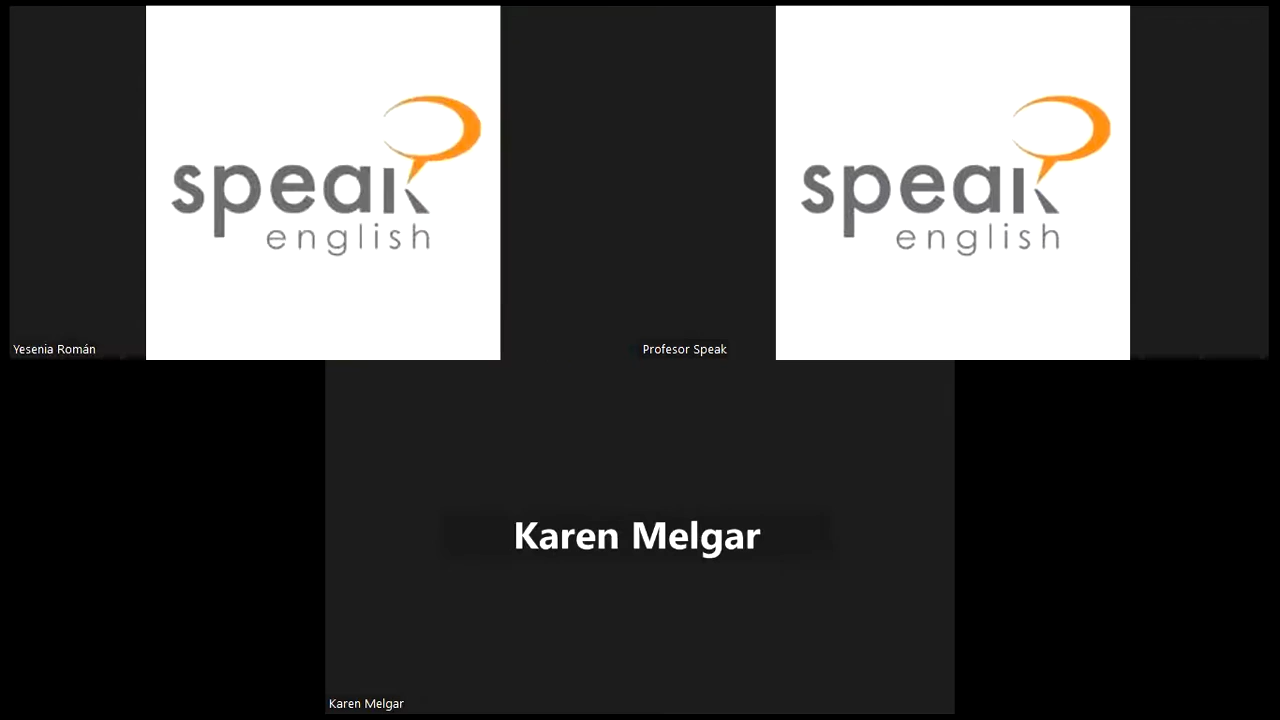 speak
english
Yesenia Román
speak
english
Profesor Speak
Karen Melgar
Karen Melgar